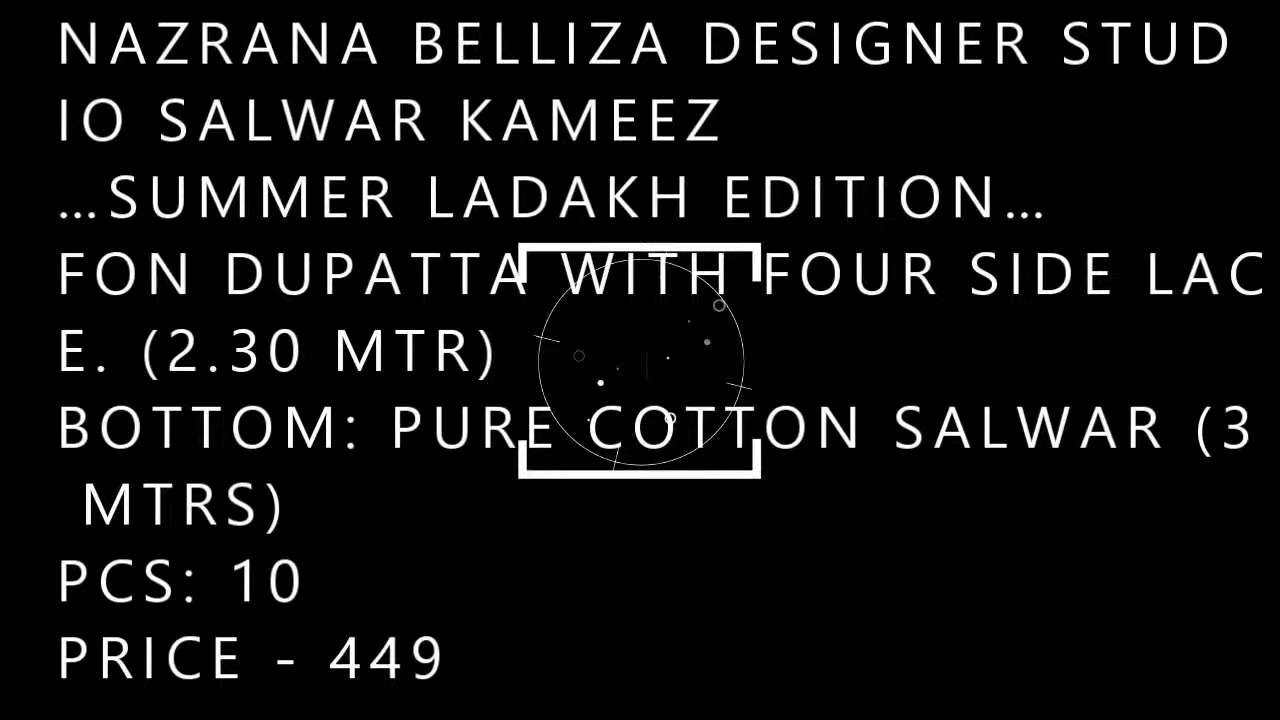 NAZRANA BELLIZA DESIGNER STUD
IO SALWAR KAMEEZ
...SUMMER LADAKH EDITION...
FON DUPATTA WITH FOUR SIDE LAC
E. (2.30 MTR)
BOTTOM: PURE COTTON SALWAR (3
MTRS)
PCS: 10
PRICE - 449